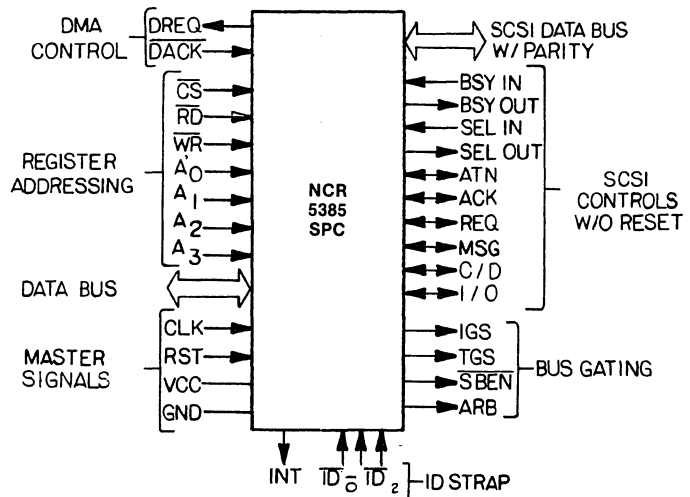 DMA CONTROL
DREQ
DACK
SCSI DATA BUS
W/ PARITY
REGISTER ADDRESSING
CS
RD
WR
A0
A1
A2
A3
DATA BUS
MASTER SIGNALS
CLK
RST
VCC
GND
NCR
5385
SPC
BSY IN
BSY OUT
SEL IN
SEL OUT
ATN
ACK
REQ
MSG
C/D
I/O
SCSI
CONTROLS
W/O RESET
IGS
TGS
SBEN
ARB
BUS GATING
INT
ID0
ID2
ID STRAP